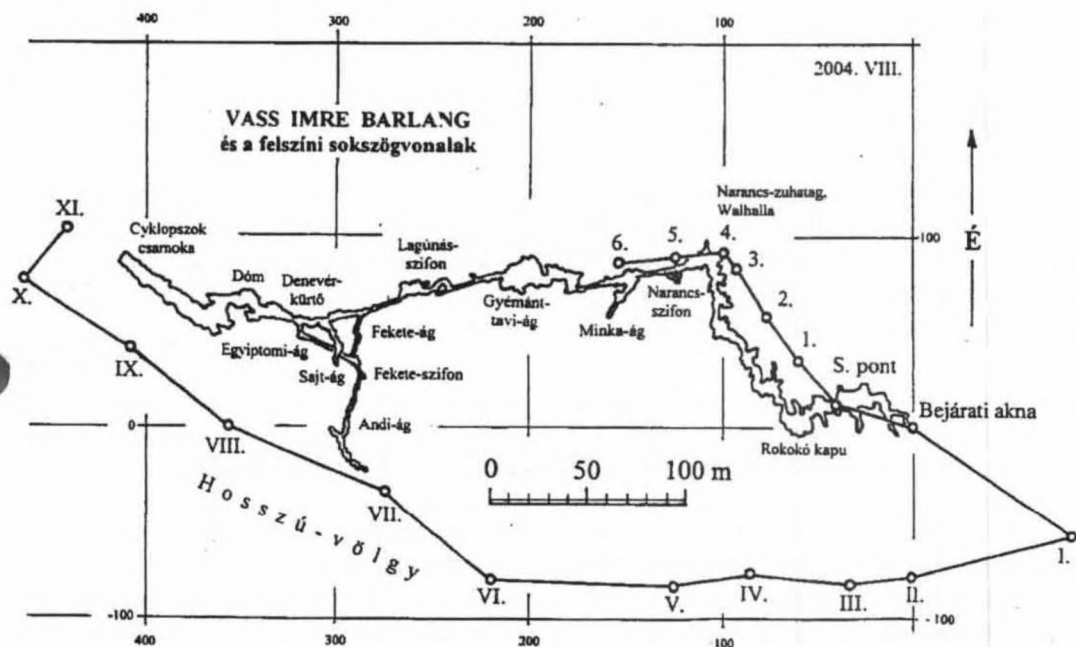 400
300
200
100
2004. VIII.
VASS IMRE BARLANG
és a felszíni sokszögvonalak
É
100
XI.
Cyklopszok
csarnoka
X.
Dóm
Denevér-
kürtő
Lagúnás-
szifon
Narancs-zuhatag,
Walhalla
6.
5.
4.
3.
2.
1.
Gyémánt-
tavi-ág
Narancs-
szifon
Minka-ág
Fekete-ág
Egyiptomi-ág
Sajt-ág
Fekete-szifon
IX.
S. pont
Bejárati akna
0
VIII.
Andi-ág
Rokokó kapu
0 50 100 m
Hosszú-völgy
VII.
VI.
V.
IV.
III.
II.
I.
-100
-100
400
300
200
100